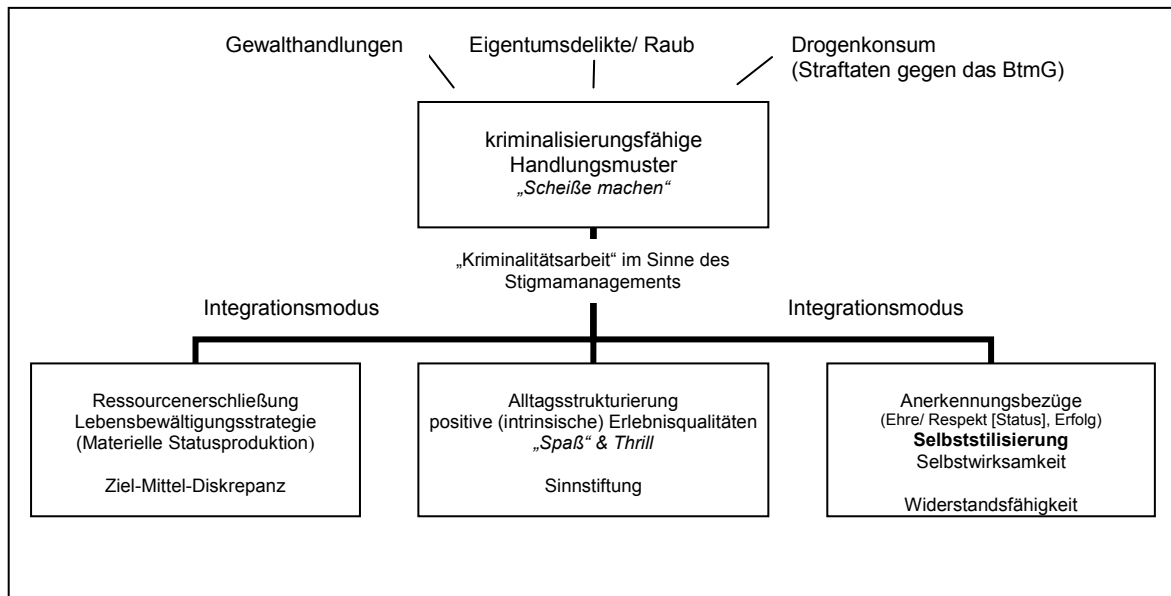 Gewalthandlungen
Eigentumsdelikte/ Raub
Drogenkonsum
(Straftaten gegen das BtmG)
kriminalisierungsfähige
Handlungsmuster
„Scheiße machen“
„Kriminalitätsarbeit“ im Sinne des
Stigmamanagements
Integrationsmodus
Integrationsmodus
Ressourcenerschließung
Lebensbewältigungsstrategie
(Materielle Statusproduktion)
Ziel-Mittel-Diskrepanz
Alltagsstrukturierung
positive (intrinsische) Erlebnisqualitäten
„Spaß“ & Thrill
Sinnstiftung
Anerkennungsbezüge
(Ehre/ Respekt [Status], Erfolg)
Selbststilisierung
Selbstwirksamkeit
Widerstandsfähigkeit